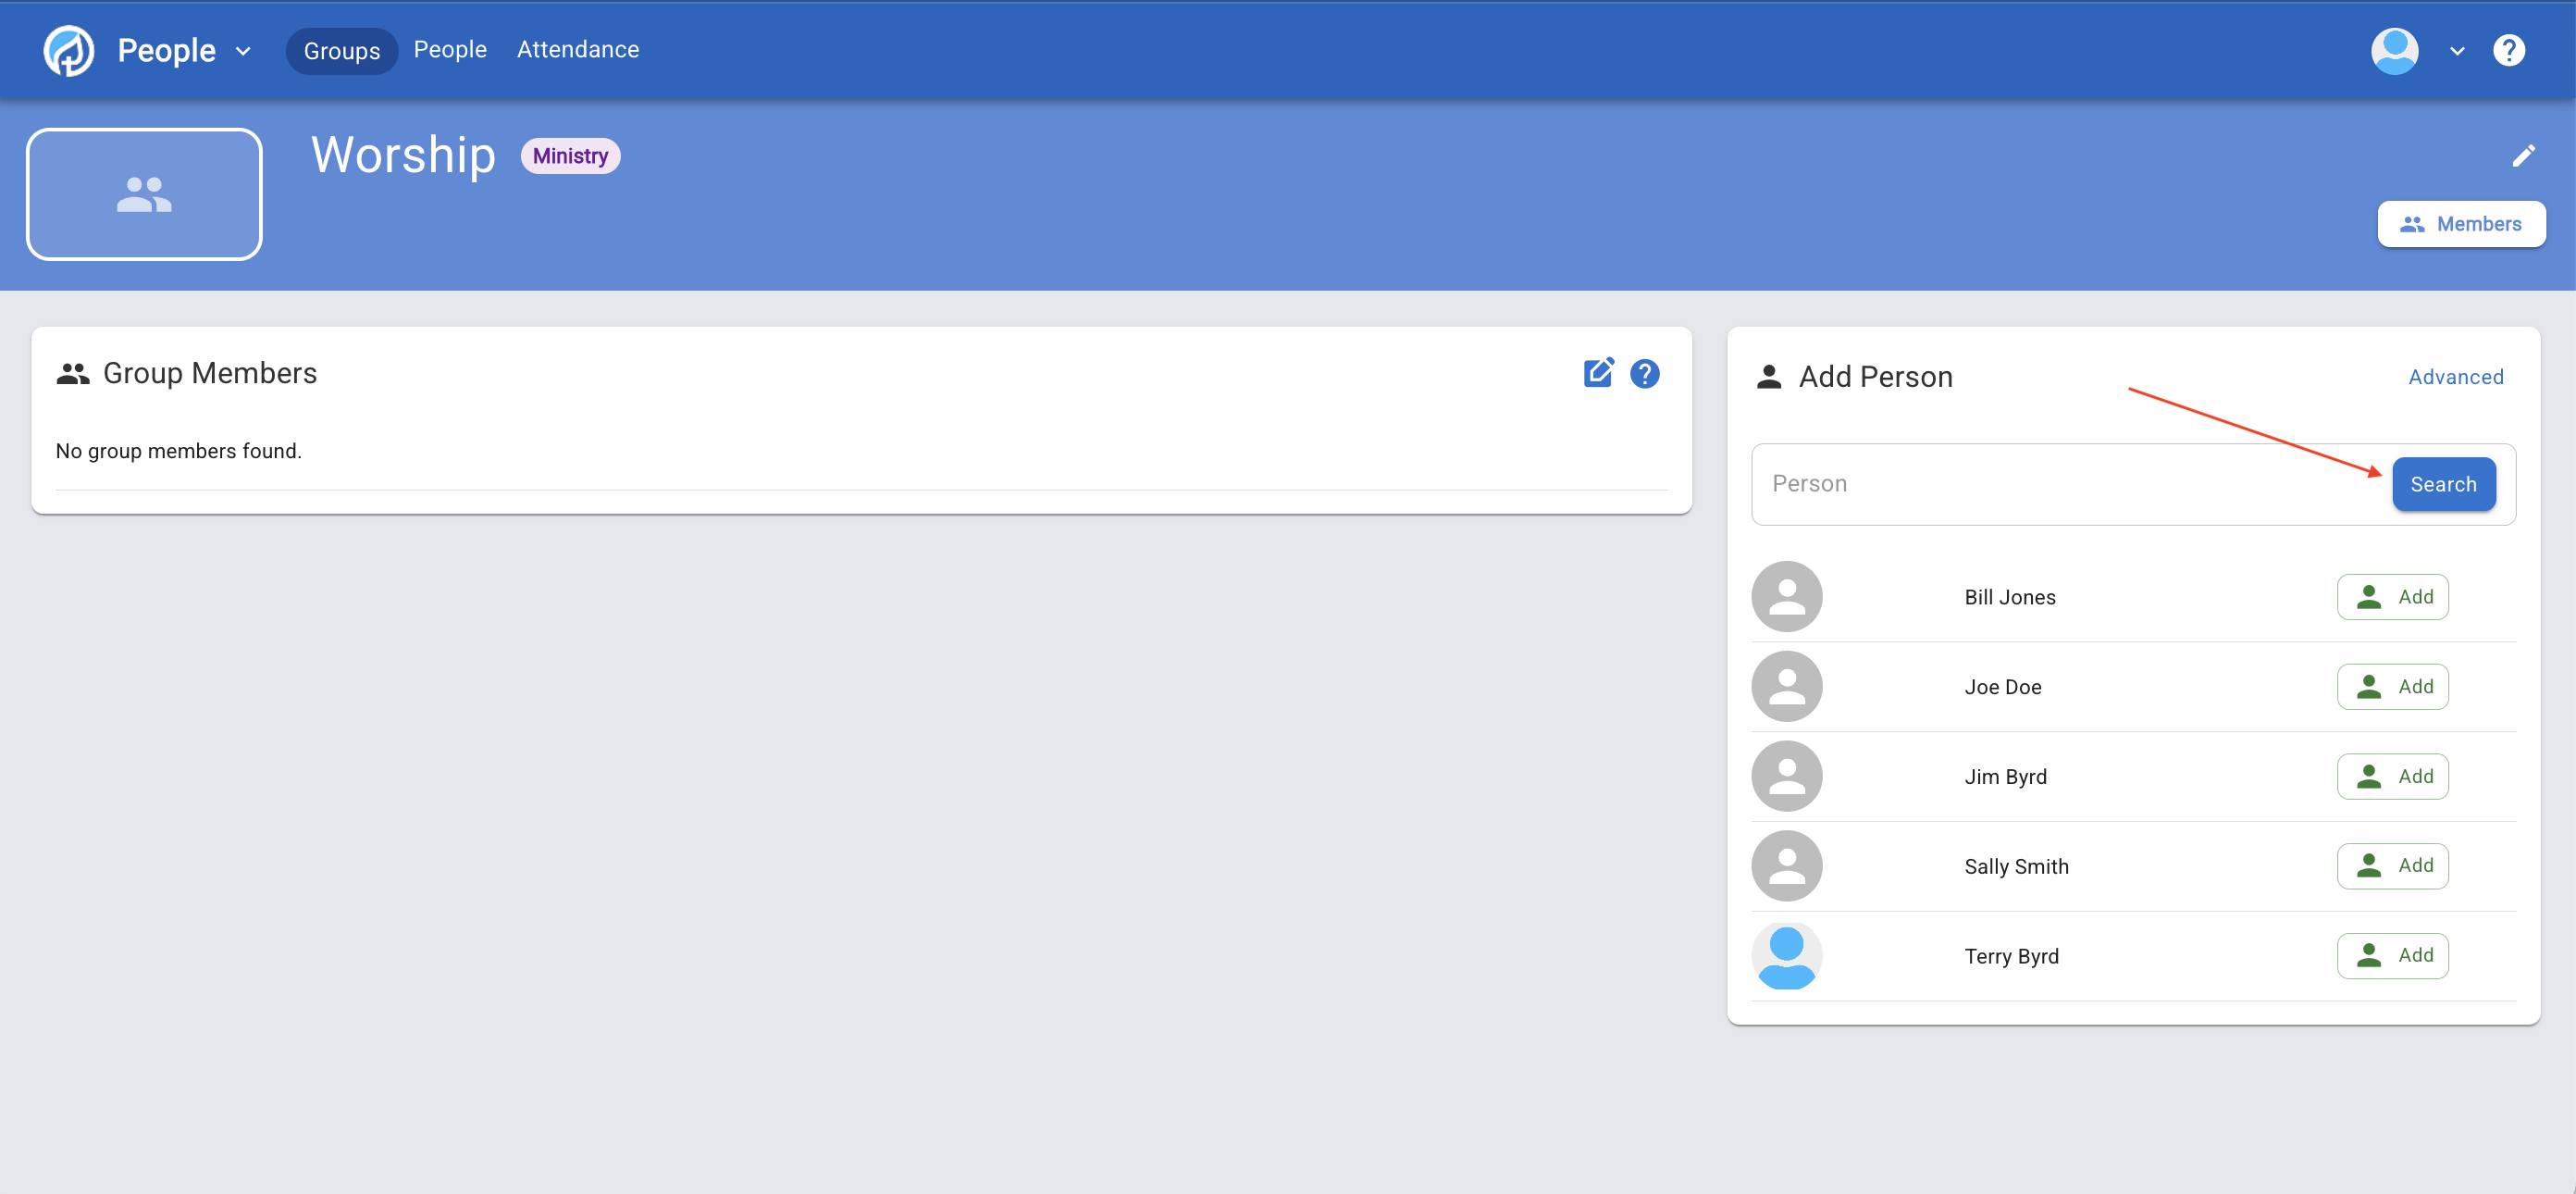 People
Groups
People
Attendance
Worship
Ministry
Members
Group Members
No group members found.
Add Person
Advanced
Person
Search
Bill Jones
Add
Joe Doe
Add
Jim Byrd
Add
Sally Smith
Add
Terry Byrd
Add